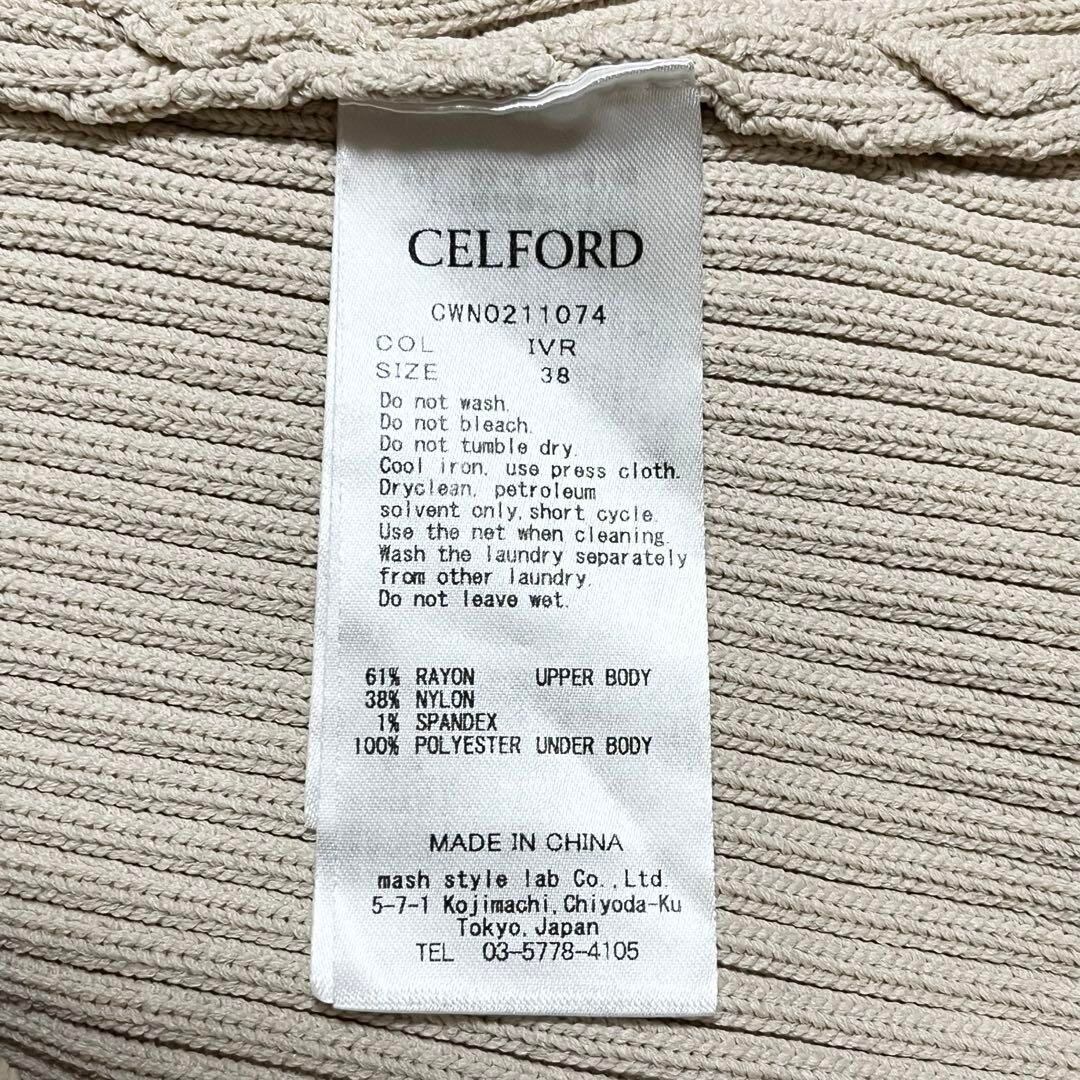 CELFORD
CWNO211074
COL IVR
SIZE 38
Do not wash.
Do not bleach.
Do not tumble dry.
Cool iron, use press cloth.
Dryclean, petroleum
solvent only, short cycle.
Use the net when cleaning.
Wash the laundry separately
from other laundry.
Do not leave wet.
61% RAYON UPPER BODY
38% NYLON
1% SPANDEX
100% POLYESTER UNDER BODY
MADE IN CHINA
mash style lab Co.,Ltd.
5-7-1 Kojimachi,Chiyoda-Ku
Tokyo,Japan
TEL 03-5778-4105